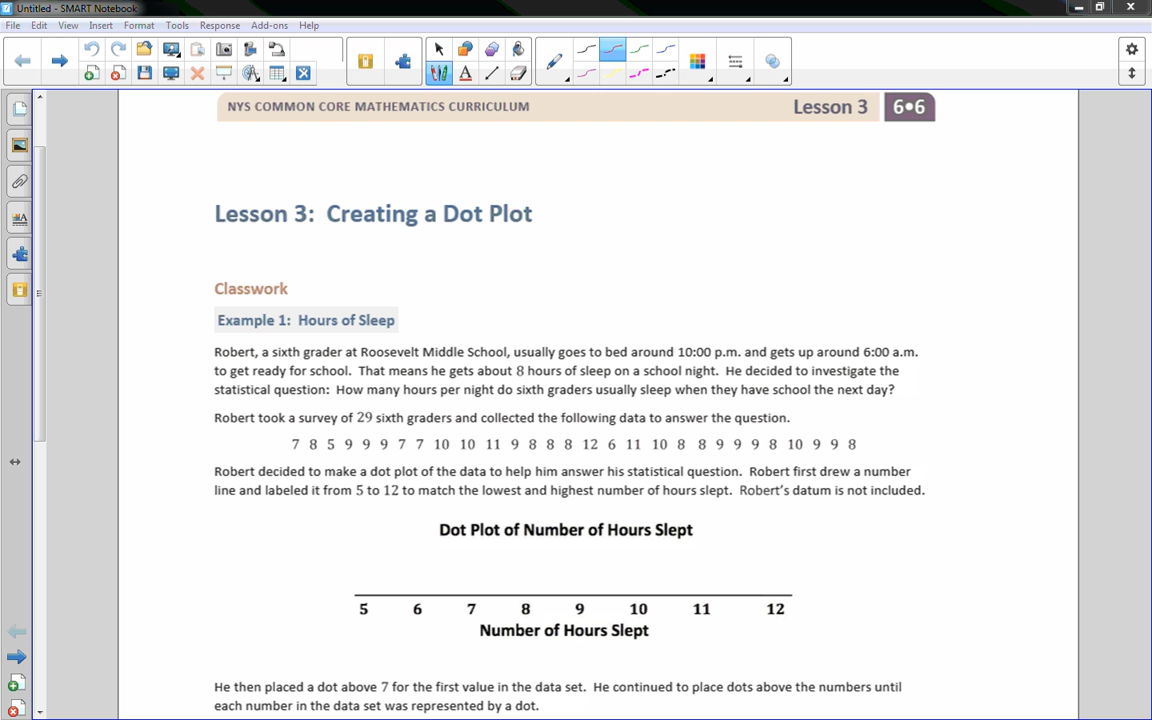 Untitled - SMART Notebook
File Edit View Insert Format Tools Response Add-ons Help
NYS COMMON CORE MATHEMATICS CURRICULUM Lesson 3 6•6
Lesson 3: Creating a Dot Plot
Classwork
Example 1: Hours of Sleep
Robert, a sixth grader at Roosevelt Middle School, usually goes to bed around 10:00 p.m. and gets up around 6:00 a.m.
to get ready for school. That means he gets about 8 hours of sleep on a school night. He decided to investigate the
statistical question: How many hours per night do sixth graders usually sleep when they have school the next day?
Robert took a survey of 29 sixth graders and collected the following data to answer the question.
7 8 5 9 9 9 7 7 10 10 11 9 8 8 8 12 6 11 10 8 8 9 9 9 8 10 9 9 8
Robert decided to make a dot plot of the data to help him answer his statistical question. Robert first drew a number
line and labeled it from 5 to 12 to match the lowest and highest number of hours slept. Robert's datum is not included.
Dot Plot of Number of Hours Slept
5 6 7 8 9 10 11 12
Number of Hours Slept
He then placed a dot above 7 for the first value in the data set. He continued to place dots above the numbers until
each number in the data set was represented by a dot.